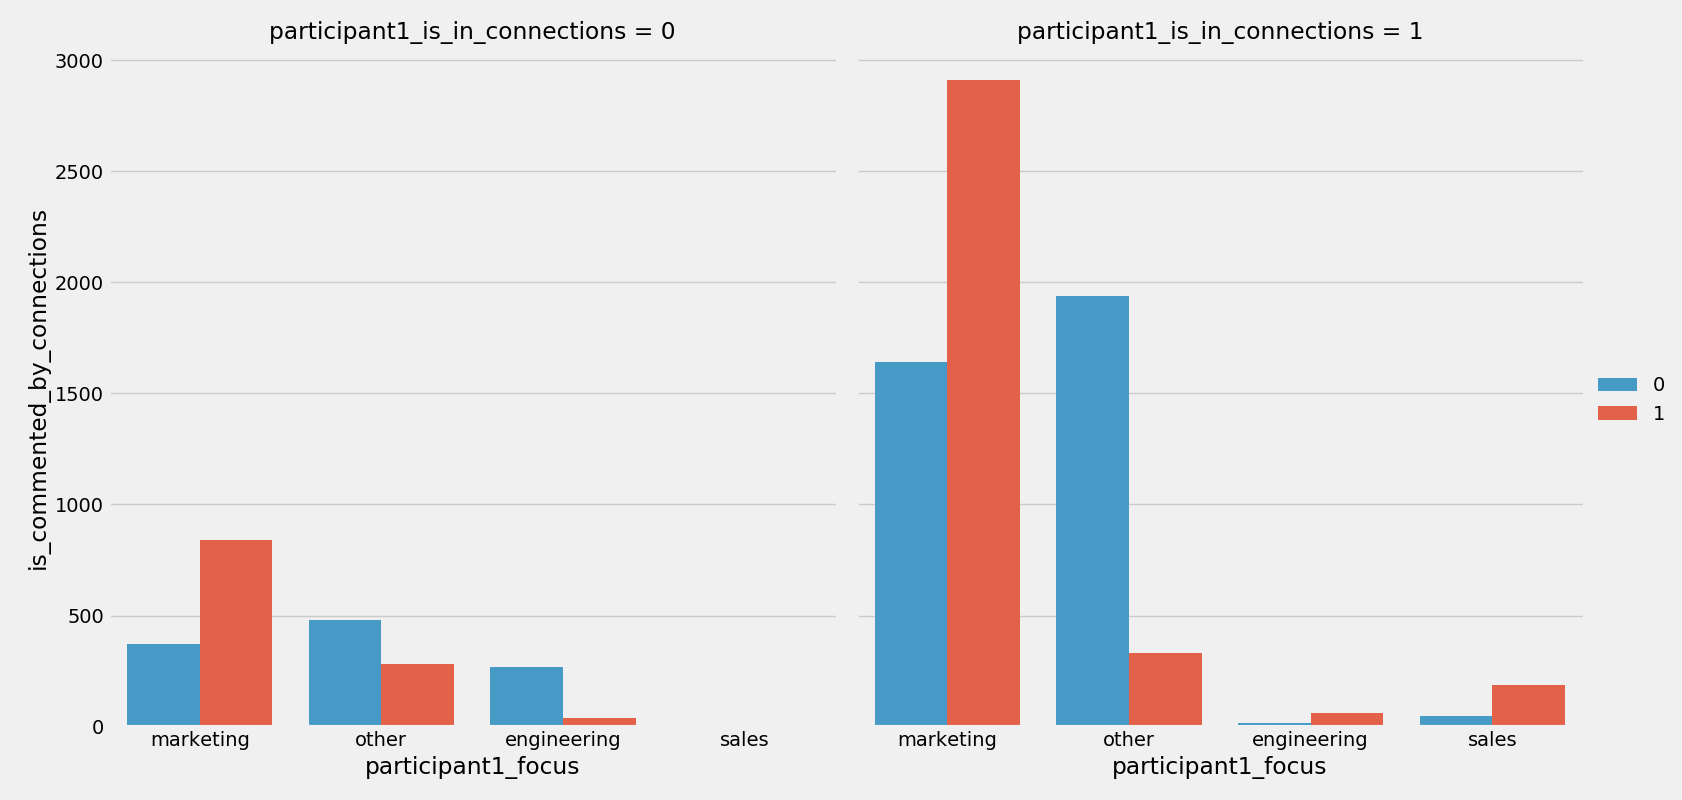 participant1_is_in_connections = 0
participant1_is_in_connections = 1
is_commented_by_connections
3000
2500
2000
1500
1000
500
0
marketing other engineering sales
marketing other engineering sales
participant1_focus
participant1_focus
0
1